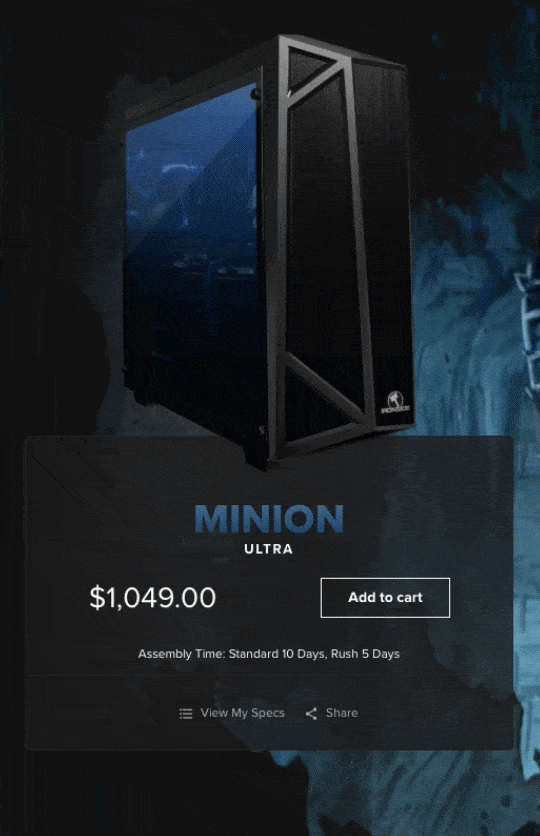 MINION
ULTRA
$1,049.00
Add to cart
Assembly Time: Standard 10 Days, Rush 5 Days
View My Specs
Share